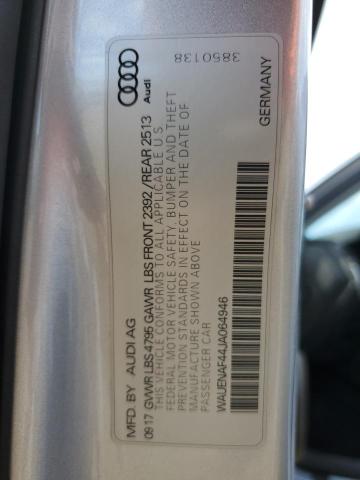 MFD. BY AUDI AG
09 17 GVWR LBS 4795 GAWR LBS FRONT 2392 / REAR 2513
THIS VEHICLE CONFORMS TO ALL APPLICABLE U.S.
FEDERAL MOTOR VEHICLE SAFETY, BUMPER AND THEFT
PREVENTION STANDARDS IN EFFECT ON THE DATE OF
MANUFACTURE SHOWN ABOVE
PASSENGER CAR
WAUENAF44JA064946
GERMANY
Audi
3850138